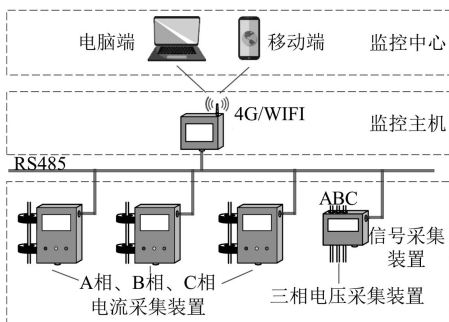 电脑端
移动端
监控中心
4G/WIFI
监控主机
RS485
ABC
信号采集
装置
A相、B相、C相
电流采集装置
三相电压采集装置